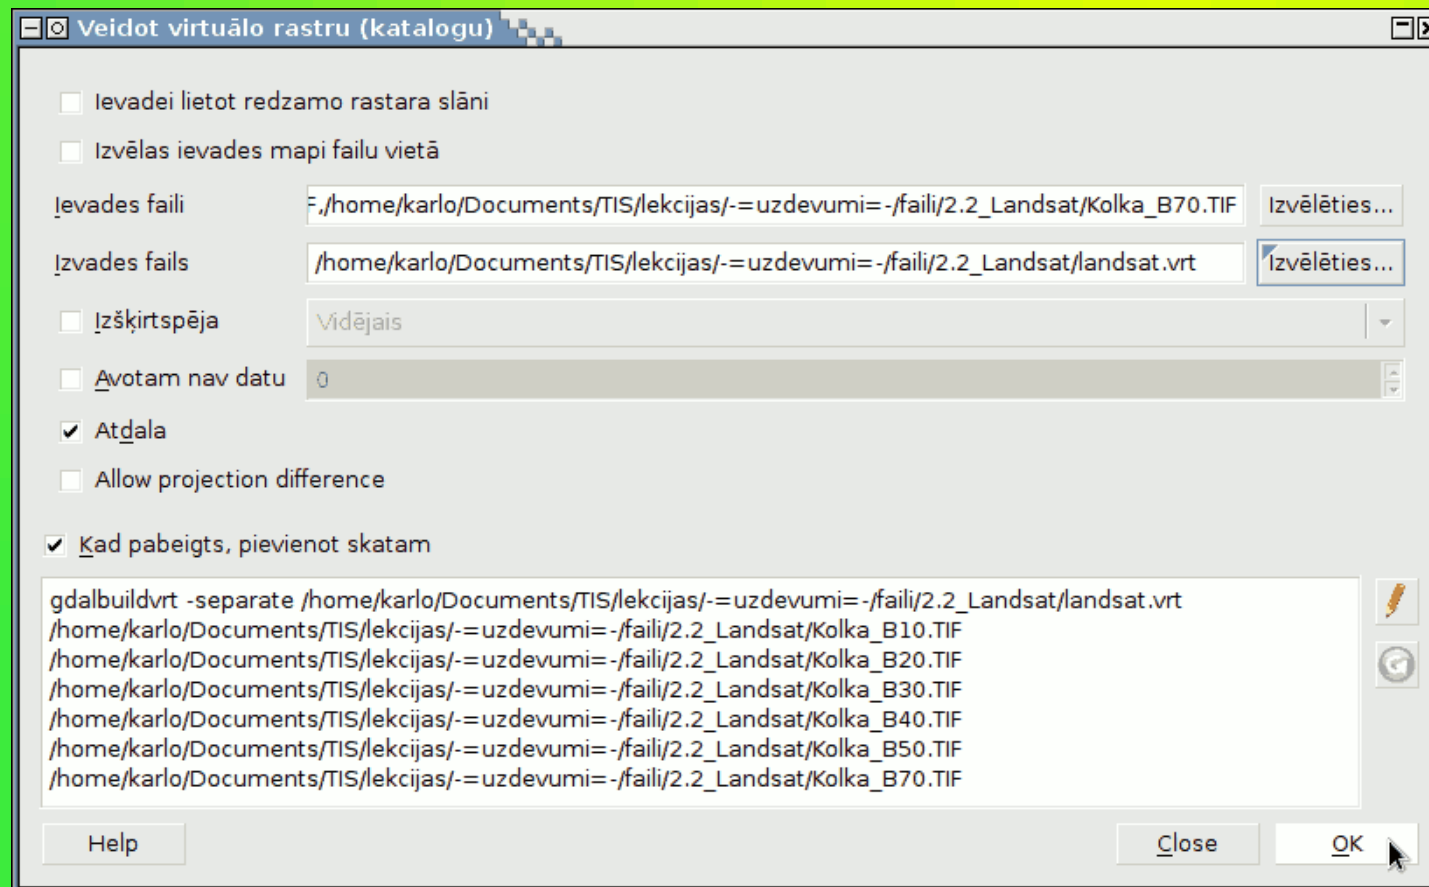 Veidot virtuālo rastru (katalogu)
Ievadei lietot redzamo rastara slāni
Izvēlas ievades mapi failu vietā
Ievades faili
F,/home/karlo/Documents/TIS/lekcijas/-=uzdevumi=-/faili/2.2_Landsat/Kolka_B70.TIF
Izvēlēties...
Izvades fails
/home/karlo/Documents/TIS/lekcijas/-=uzdevumi=-/faili/2.2_Landsat/landsat.vrt
Izvēlēties...
Izšķirtspēja
Vidējais
Avotam nav datu
0
Atdala
Allow projection difference
Kad pabeigts, pievienot skatam
gdalbuildvrt -separate /home/karlo/Documents/TIS/lekcijas/-=uzdevumi=-/faili/2.2_Landsat/landsat.vrt
/home/karlo/Documents/TIS/lekcijas/-=uzdevumi=-/faili/2.2_Landsat/Kolka_B10.TIF
/home/karlo/Documents/TIS/lekcijas/-=uzdevumi=-/faili/2.2_Landsat/Kolka_B20.TIF
/home/karlo/Documents/TIS/lekcijas/-=uzdevumi=-/faili/2.2_Landsat/Kolka_B30.TIF
/home/karlo/Documents/TIS/lekcijas/-=uzdevumi=-/faili/2.2_Landsat/Kolka_B40.TIF
/home/karlo/Documents/TIS/lekcijas/-=uzdevumi=-/faili/2.2_Landsat/Kolka_B50.TIF
/home/karlo/Documents/TIS/lekcijas/-=uzdevumi=-/faili/2.2_Landsat/Kolka_B70.TIF
Help
Close
OK